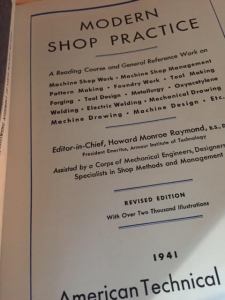 MODERN
SHOP PRACTICE
A Reading Course and General Reference Work on
Machine Shop Work • Machine Shop Management
Pattern Making • Foundry Work • Tool Making
Forging • Tool Design • Metallurgy • Oxyacetylene
Welding • Electric Welding • Mechanical Drawing
Machine Drawing • Machine Design • Etc.
Editor-in-Chief, Howard Monroe Raymond, B.S.,
President Emeritus, Armour Institute of Technology
Assisted by a Corps of Mechanical Engineers, Designers
Specialists in Shop Methods and Management
REVISED EDITION
With Over Two Thousand Illustrations
1941
American Technical